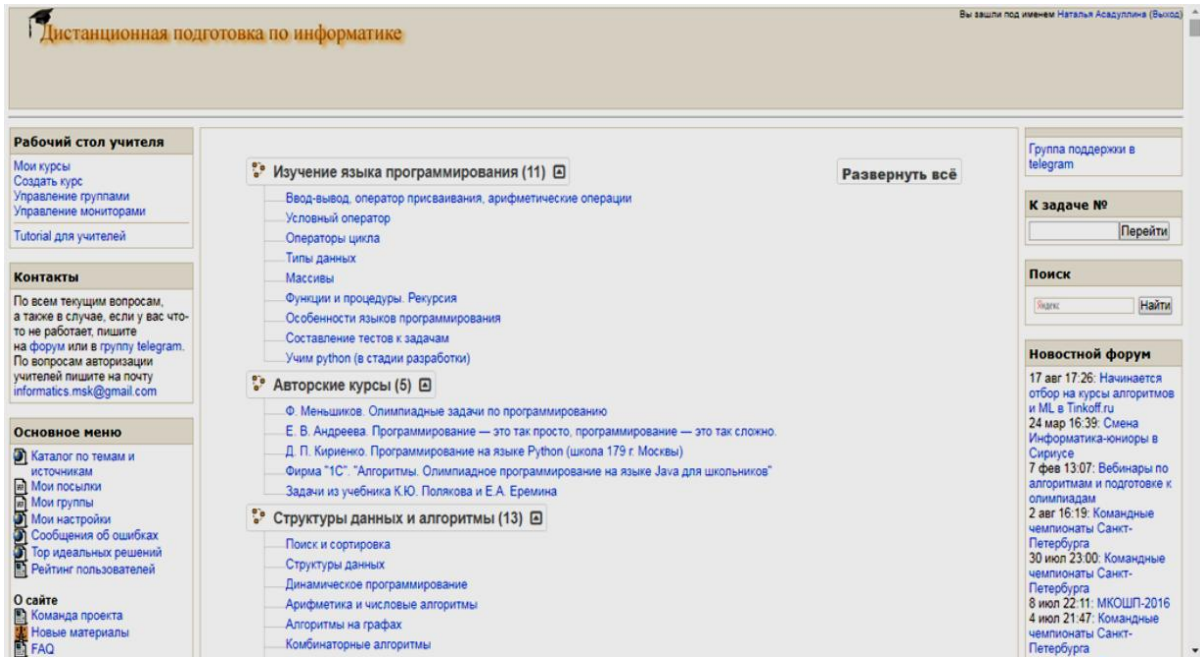 Вы зашли под именем Наталья Асадуллина (Выход)
Дистанционная подготовка по информатике
Рабочий стол учителя
Мои курсы
Создать курс
Управление группами
Управление мониторами
Tutorial для учителей
Контакты
По всем текущим вопросам,
а также в случае, если у вас что-
то не работает, пишите
на форум или в группу telegram.
По вопросам авторизации
учителей пишите на почту
informatics.msk@gmail.com
Основное меню
Каталог по темам и
источникам
Мои посылки
Мои группы
Мои настройки
Сообщения об ошибках
Top идеальных решений
Рейтинг пользователей
О сайте
Команда проекта
Новые материалы
FAQ
Изучение языка программирования (11)
Развернуть всё
Ввод-вывод, оператор присваивания, арифметические операции
Условный оператор
Операторы цикла
Типы данных
Массивы
Функции и процедуры. Рекурсия
Особенности языков программирования
Составление тестов к задачам
Учим python (в стадии разработки)
Авторские курсы (5)
Ф. Меньшиков. Олимпиадные задачи по программированию
Е. В. Андреева. Программирование — это так просто, программирование — это так сложно.
Д. П. Кириенко. Программирование на языке Python (школа 179 г. Москвы)
Фирма "1С". "Алгоритмы. Олимпиадное программирование на языке Java для школьников"
Задачи из учебника К.Ю. Полякова и Е.А. Еремина
Структуры данных и алгоритмы (13)
Поиск и сортировка
Структуры данных
Динамическое программирование
Арифметика и числовые алгоритмы
Алгоритмы на графах
Комбинаторные алгоритмы
Группа поддержки в
telegram
К задаче №
Перейти
Поиск
Яндекс
Найти
Новостной форум
17 авг 17:26: Начинается
отбор на курсы алгоритмов
и ML в Tinkoff.ru
24 мар 16:39: Смена
Информатика-юниоры в
Сириусе
7 фев 13:07: Вебинары по
алгоритмам и подготовке к
олимпиадам
2 авг 16:19: Командные
чемпионаты Санкт-
Петербурга
30 июл 23:00: Командные
чемпионаты Санкт-
Петербурга
8 июл 22:11: МКОШП-2016
4 июл 21:47: Командные
чемпионаты Санкт-
Петербурга